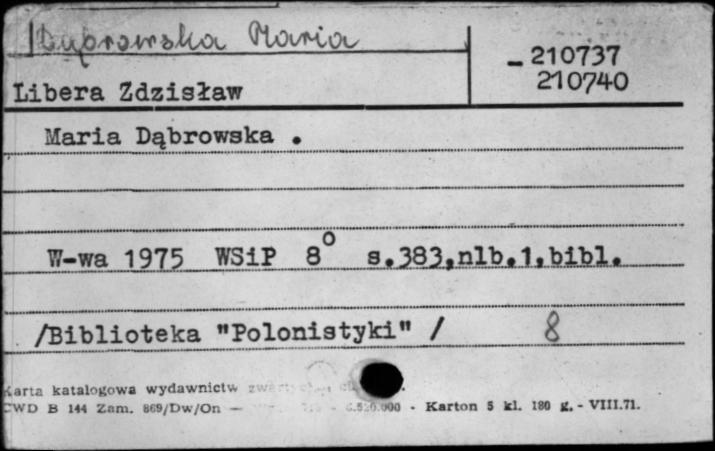 Dąbrowska Maria
210737
210740
Libera Zdzisław
Maria Dąbrowska .
W-wa 1975 WSiP 8° s.383,nlb.1,bibl.
/Biblioteka "Polonistyki" / 8
Karta katalogowa wydawnictw
CWD B 144 Zam. 869/Dw/On — - Karton 5 kl. 180 g. - VIII.71.